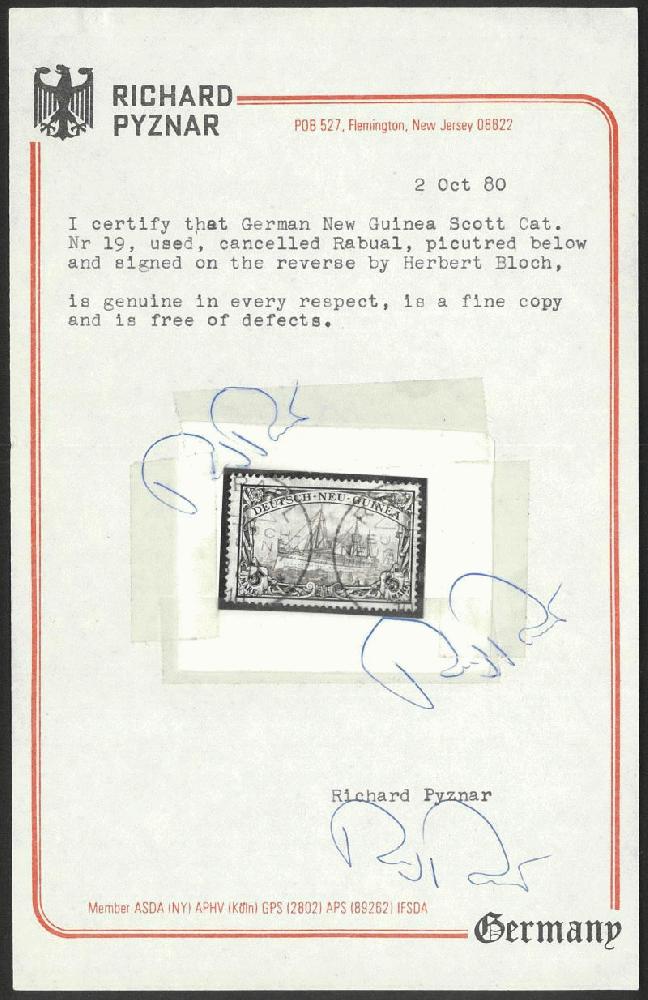 RICHARD
PYZNAR
POB 527, Flemington, New Jersey 08822
2 Oct 80
I certify that German New Guinea Scott Cat.
Nr 19, used, cancelled Rabual, picutred below
and signed on the reverse by Herbert Bloch,
is genuine in every respect, is a fine copy
and is free of defects.
DEUTSCH-NEU-GUINEA
Richard Pyznar
Member ASDA (NY) APHV (Köln) GPS (2802) APS (89262) IFSDA
Germany